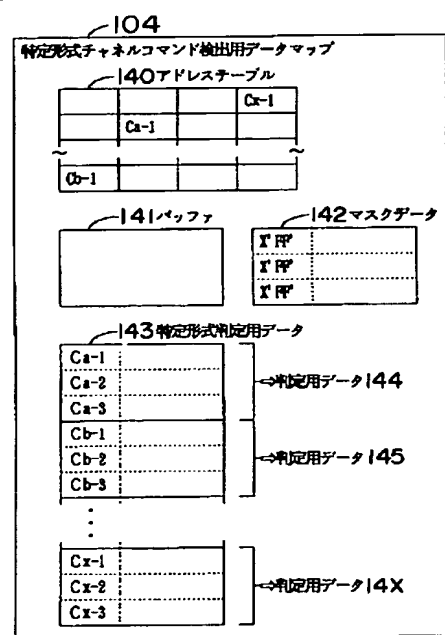 104
特定形式チャネルコマンド検出用データマップ
140アドレステーブル
Cx-1
Ca-1
~ ~
Cb-1
141バッファ
142マスクデータ
X'FF'
X'FF'
X'FF'
143特定形式判定用データ
Ca-1
Ca-2
Ca-3
⇨判定用データ144
Cb-1
Cb-2
Cb-3
⇨判定用データ145
Cx-1
Cx-2
Cx-3
⇨判定用データ14X